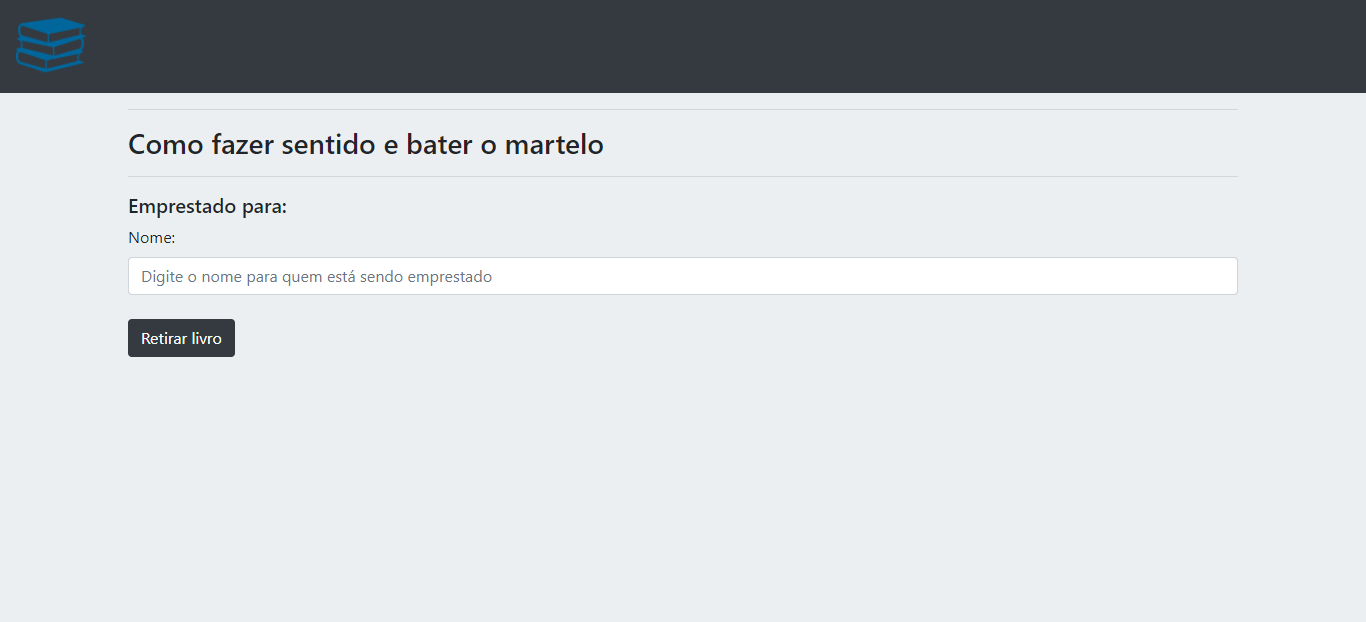 Como fazer sentido e bater o martelo
Emprestado para:
Nome:
Digite o nome para quem está sendo emprestado
Retirar livro